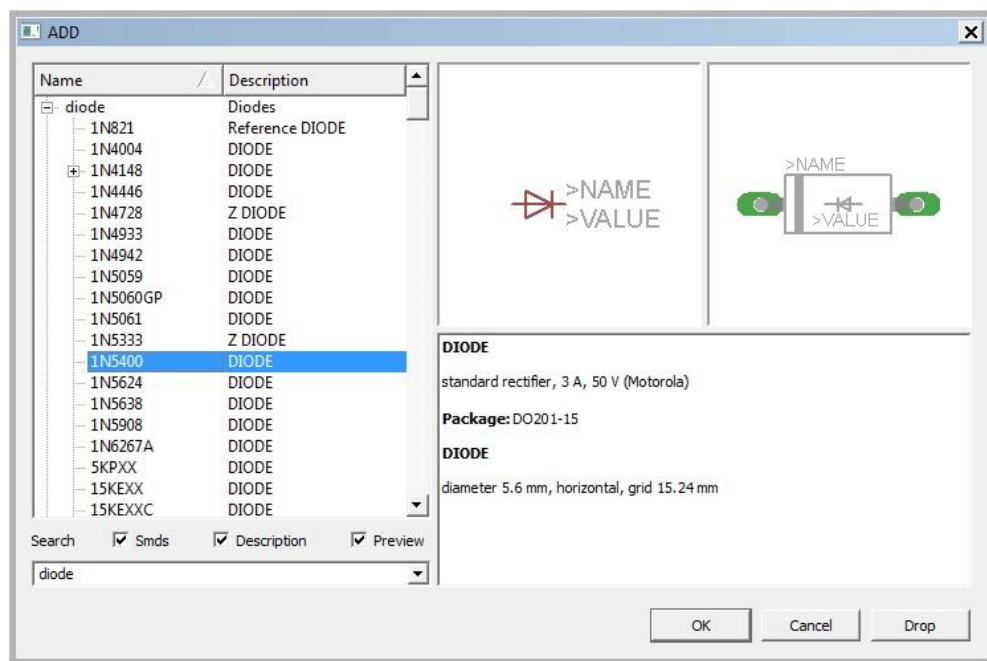 ADD
Name Description
diode Diodes
1N821 Reference DIODE
1N4004 DIODE
1N4148 DIODE
1N4446 DIODE
1N4728 Z DIODE
1N4933 DIODE
1N4942 DIODE
1N5059 DIODE
1N5060GP DIODE
1N5061 DIODE
1N5333 Z DIODE
1N5400 DIODE
1N5624 DIODE
1N5638 DIODE
1N5908 DIODE
1N6267A DIODE
5KPXX DIODE
15KEXX DIODE
15KEXXC DIODE
Search Smds Description Preview
diode
>NAME
>VALUE
>NAME
>VALUE
DIODE
standard rectifier, 3 A, 50 V (Motorola)
Package: DO201-15
DIODE
diameter 5.6 mm, horizontal, grid 15.24 mm
OK Cancel Drop